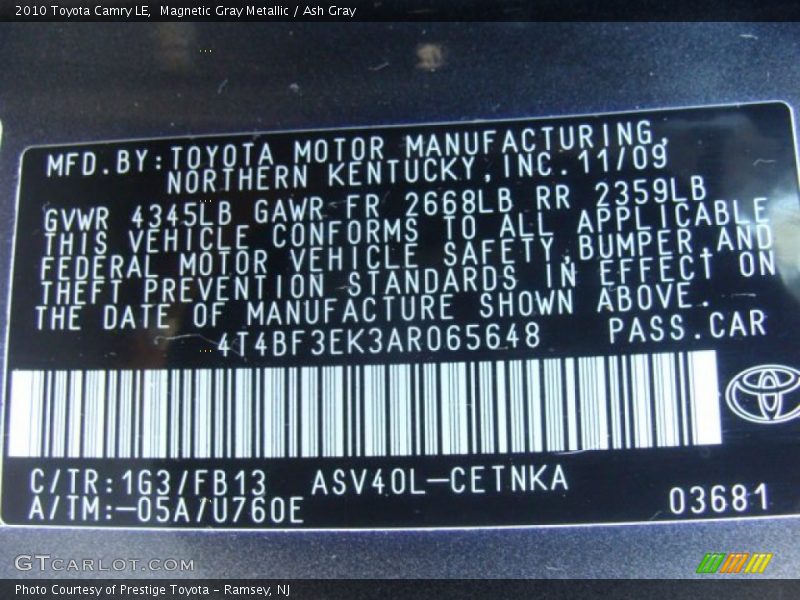 2010 Toyota Camry LE, Magnetic Gray Metallic / Ash Gray
MFD.BY:TOYOTA MOTOR MANUFACTURING,
NORTHERN KENTUCKY,INC.11/09
GVWR 4345LB GAWR FR 2668LB RR 2359LB
THIS VEHICLE CONFORMS TO ALL APPLICABLE
FEDERAL MOTOR VEHICLE SAFETY,BUMPER,AND
THEFT PREVENTION STANDARDS IN EFFECT ON
THE DATE OF MANUFACTURE SHOWN ABOVE.
4T4BF3EK3AR065648 PASS.CAR
C/TR:1G3/FB13 ASV40L-CETNKA
A/TM:-05A/U760E 03681
GTCARLOT.COM
Photo Courtesy of Prestige Toyota - Ramsey, NJ